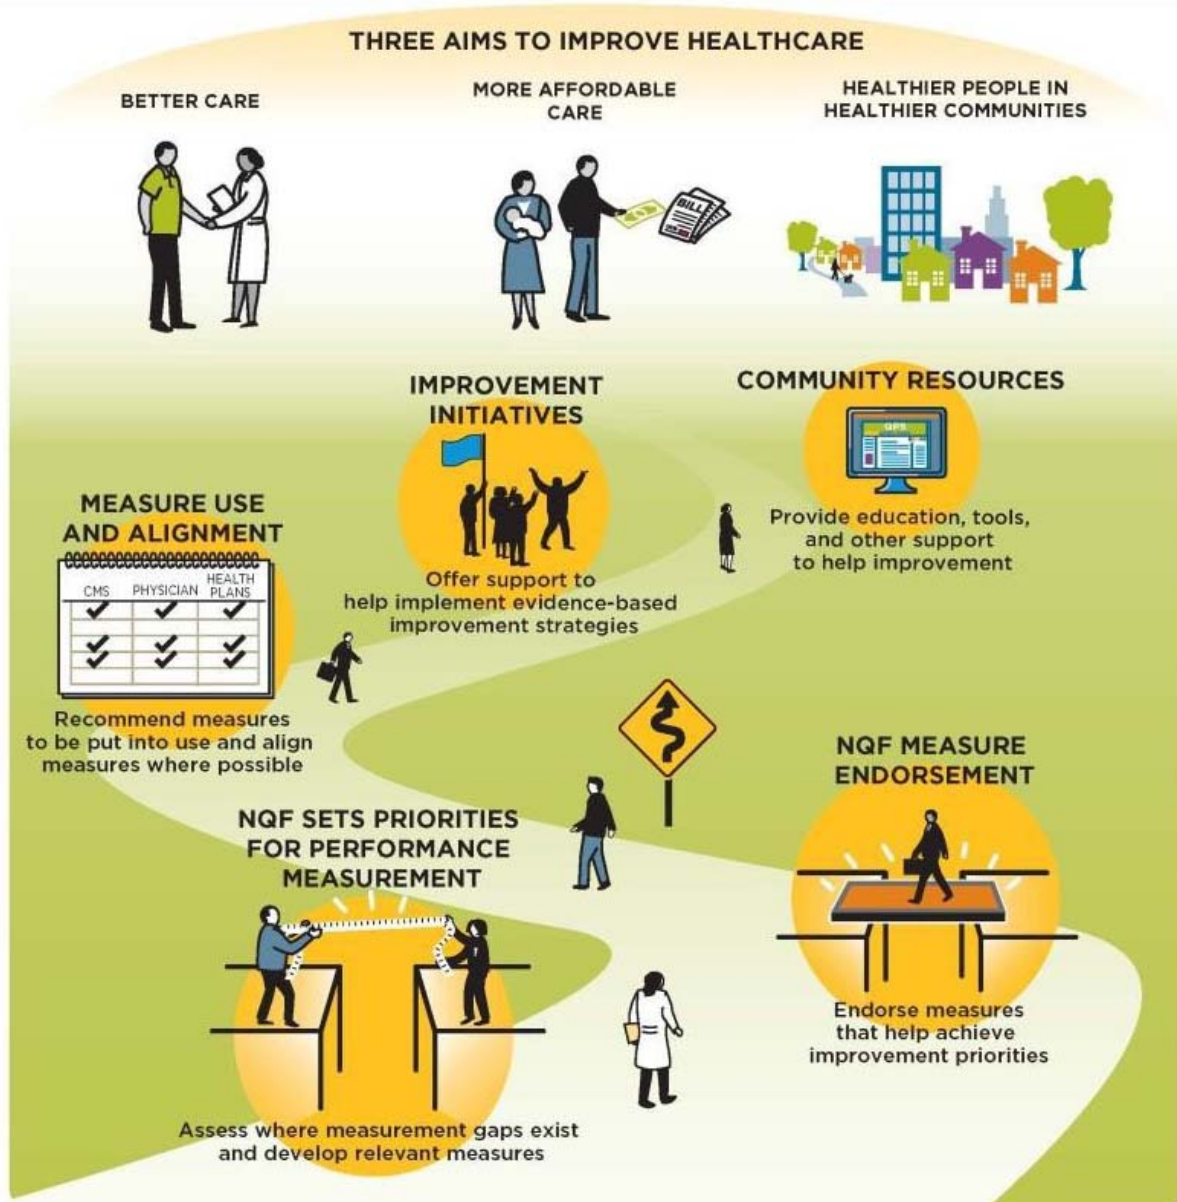 THREE AIMS TO IMPROVE HEALTHCARE
BETTER CARE
MORE AFFORDABLE
CARE
HEALTHIER PEOPLE IN
HEALTHIER COMMUNITIES
BILL
IMPROVEMENT
INITIATIVES
Offer support to
help implement evidence-based
improvement strategies
COMMUNITY RESOURCES
QPS
Provide education, tools,
and other support
to help improvement
MEASURE USE
AND ALIGNMENT
CMS PHYSICIAN HEALTH
PLANS
Recommend measures
to be put into use and align
measures where possible
NQF MEASURE
ENDORSEMENT
Endorse measures
that help achieve
improvement priorities
NQF SETS PRIORITIES
FOR PERFORMANCE
MEASUREMENT
Assess where measurement gaps exist
and develop relevant measures